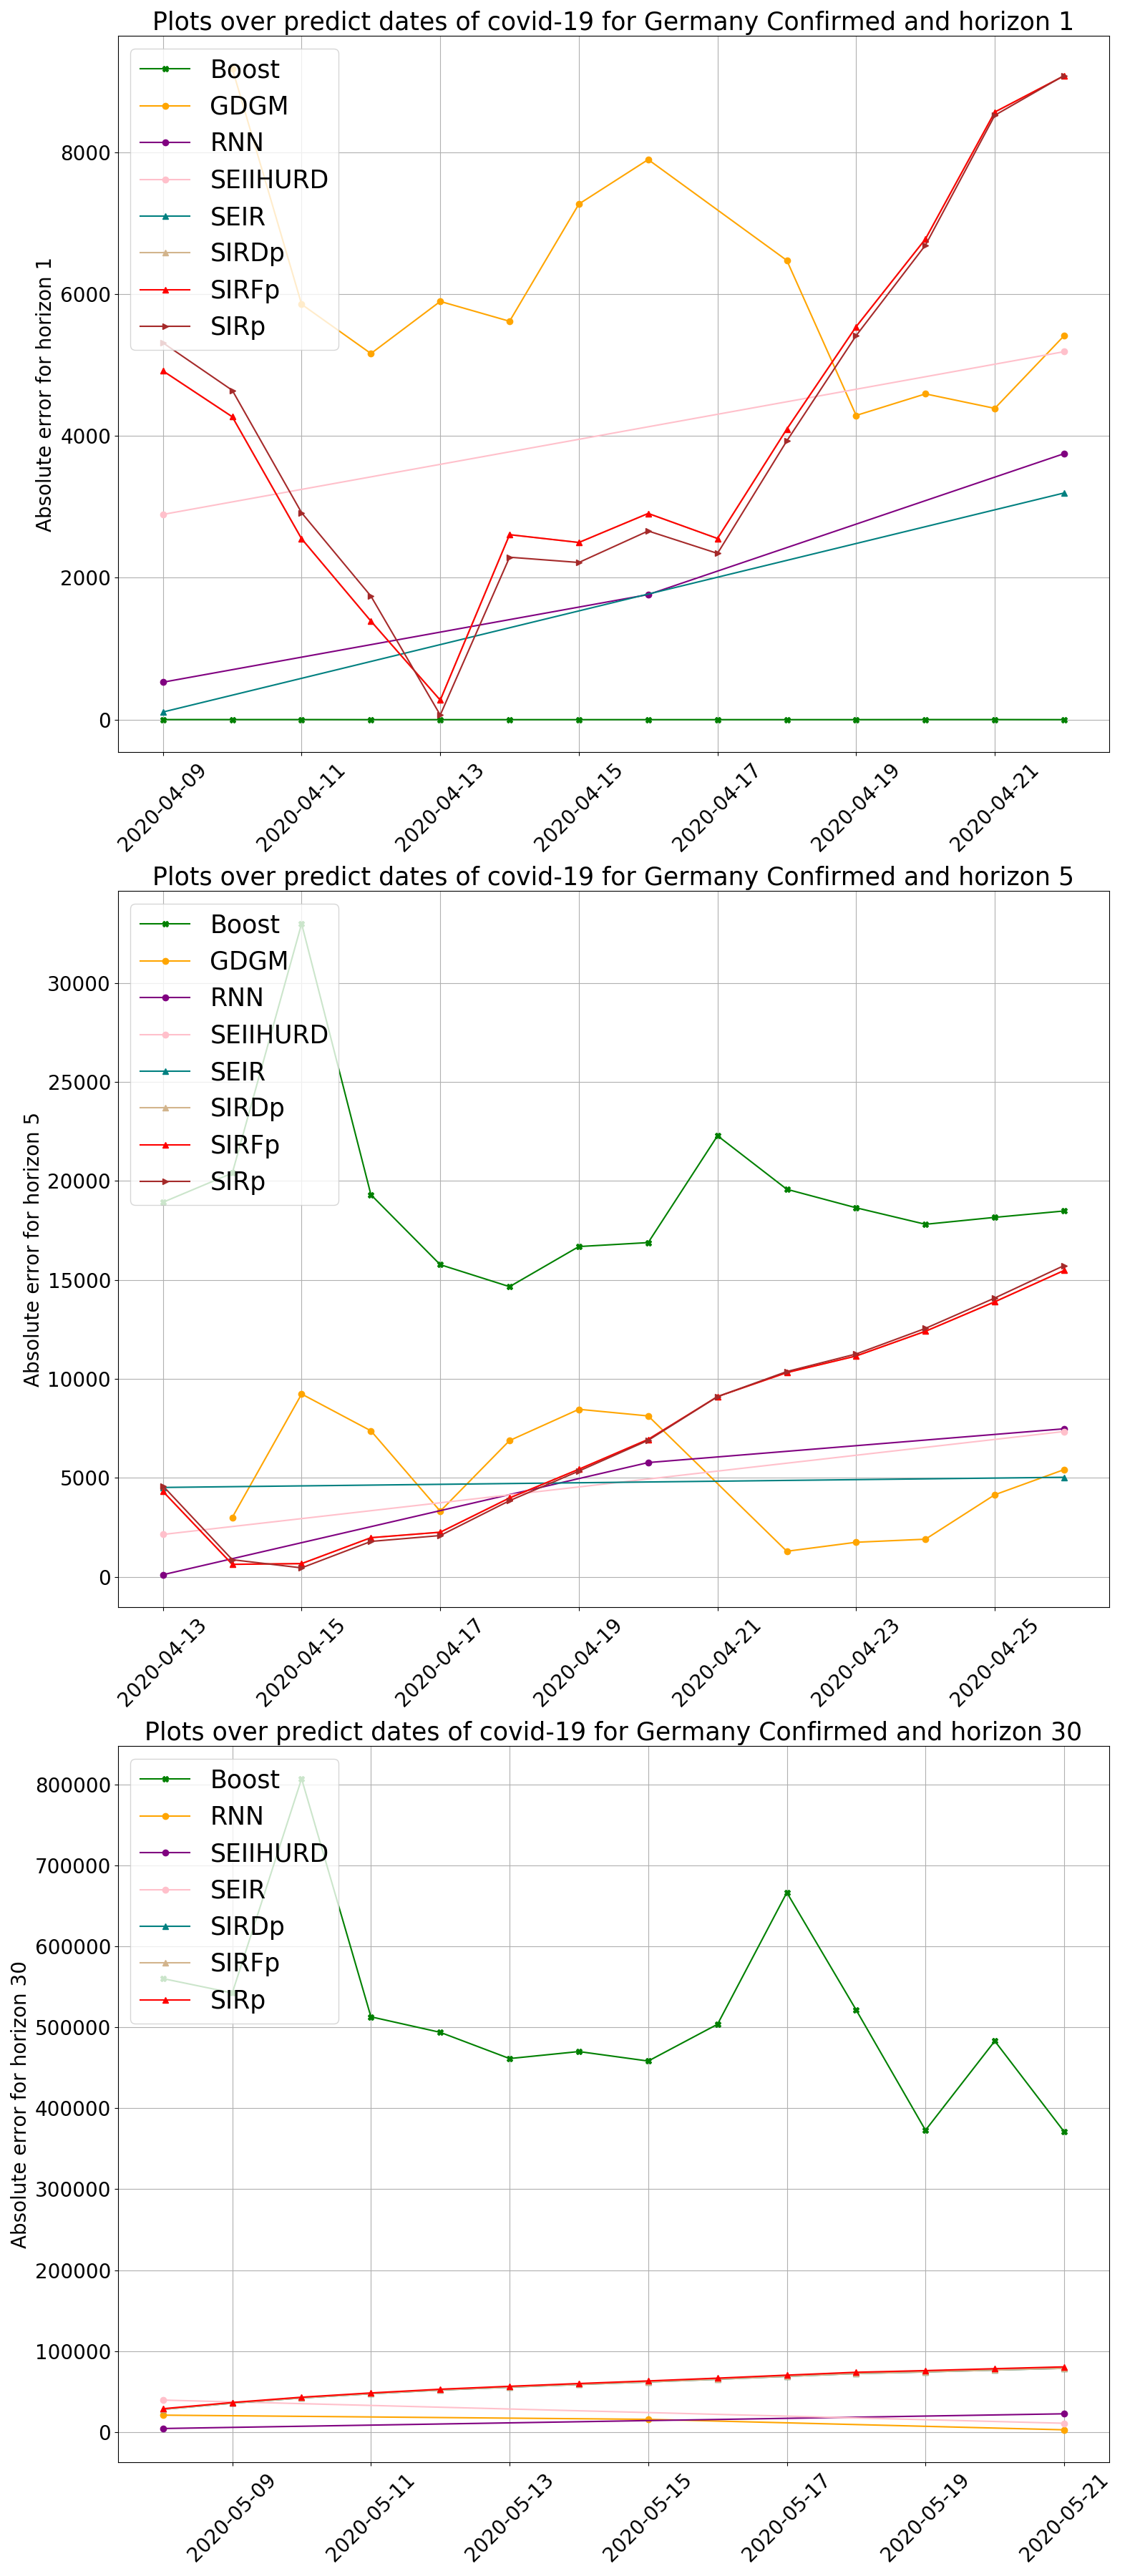 Plots over predict dates of covid-19 for Germany Confirmed and horizon 1
Boost
GDGM
RNN
SEIIHURD
SEIR
SIRDp
SIRFp
SIRp
Absolute error for horizon 1
8000
6000
4000
2000
0
2020-04-09
2020-04-11
2020-04-13
2020-04-15
2020-04-17
2020-04-19
2020-04-21
Plots over predict dates of covid-19 for Germany Confirmed and horizon 5
Boost
GDGM
RNN
SEIIHURD
SEIR
SIRDp
SIRFp
SIRp
Absolute error for horizon 5
30000
25000
20000
15000
10000
5000
0
2020-04-13
2020-04-15
2020-04-17
2020-04-19
2020-04-21
2020-04-23
2020-04-25
Plots over predict dates of covid-19 for Germany Confirmed and horizon 30
Boost
RNN
SEIIHURD
SEIR
SIRDp
SIRFp
SIRp
Absolute error for horizon 30
800000
700000
600000
500000
400000
300000
200000
100000
0
2020-05-09
2020-05-11
2020-05-13
2020-05-15
2020-05-17
2020-05-19
2020-05-21